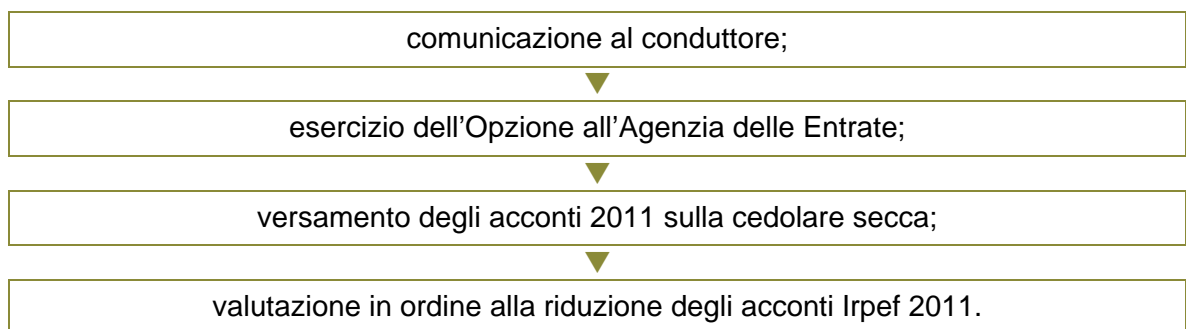 comunicazione al conduttore;
esercizio dell’Opzione all’Agenzia delle Entrate;
versamento degli acconti 2011 sulla cedolare secca;
valutazione in ordine alla riduzione degli acconti Irpef 2011.